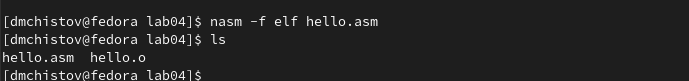 [dmchistov@fedora lab04]$ nasm -f elf hello.asm
[dmchistov@fedora lab04]$ ls
hello.asm  hello.o
[dmchistov@fedora lab04]$